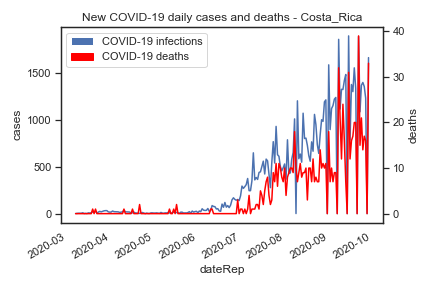 New COVID-19 daily cases and deaths - Costa_Rica
COVID-19 infections
COVID-19 deaths
cases
1500
1000
500
0
deaths
40
30
20
10
0
2020-03
2020-04
2020-05
2020-06
2020-07
2020-08
2020-09
2020-10
dateRep